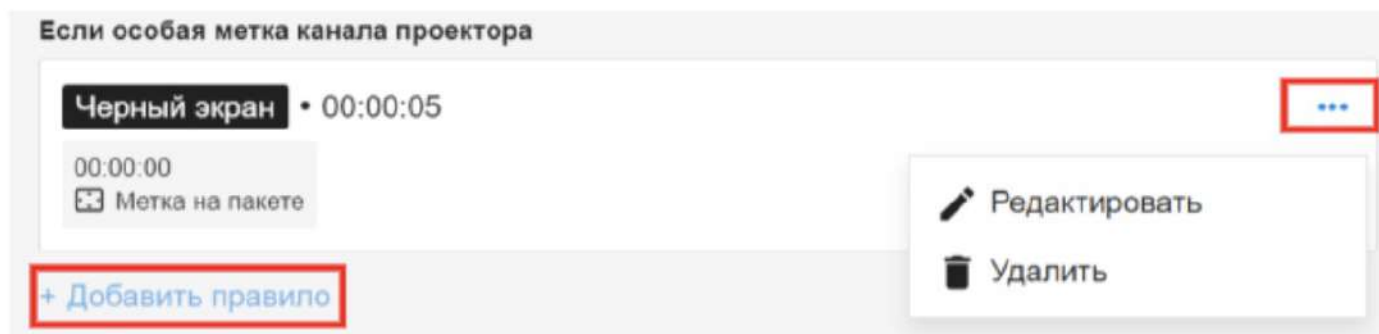 Если особая метка канала проектора
Черный экран • 00:00:05
•••
00:00:00
Метка на пакете
Редактировать
Удалить
+ Добавить правило